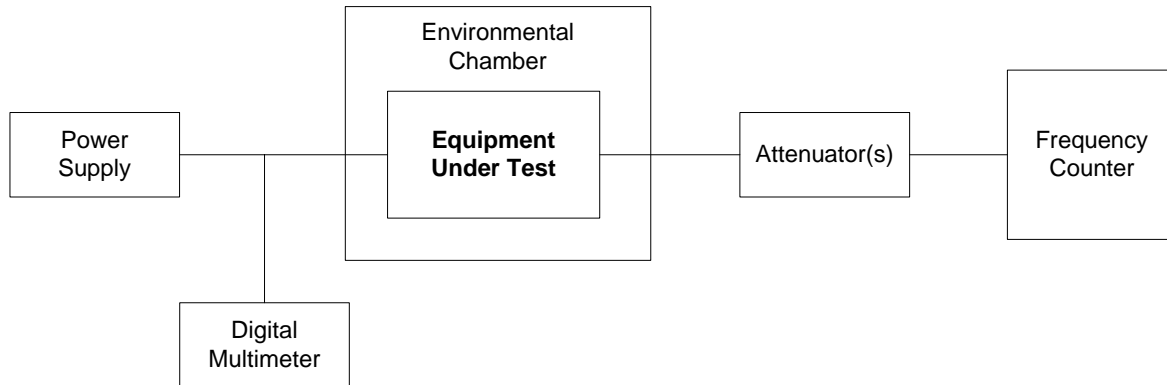 Environmental
Chamber
Power
Supply
Equipment
Under Test
Attenuator(s)
Frequency
Counter
Digital
Multimeter